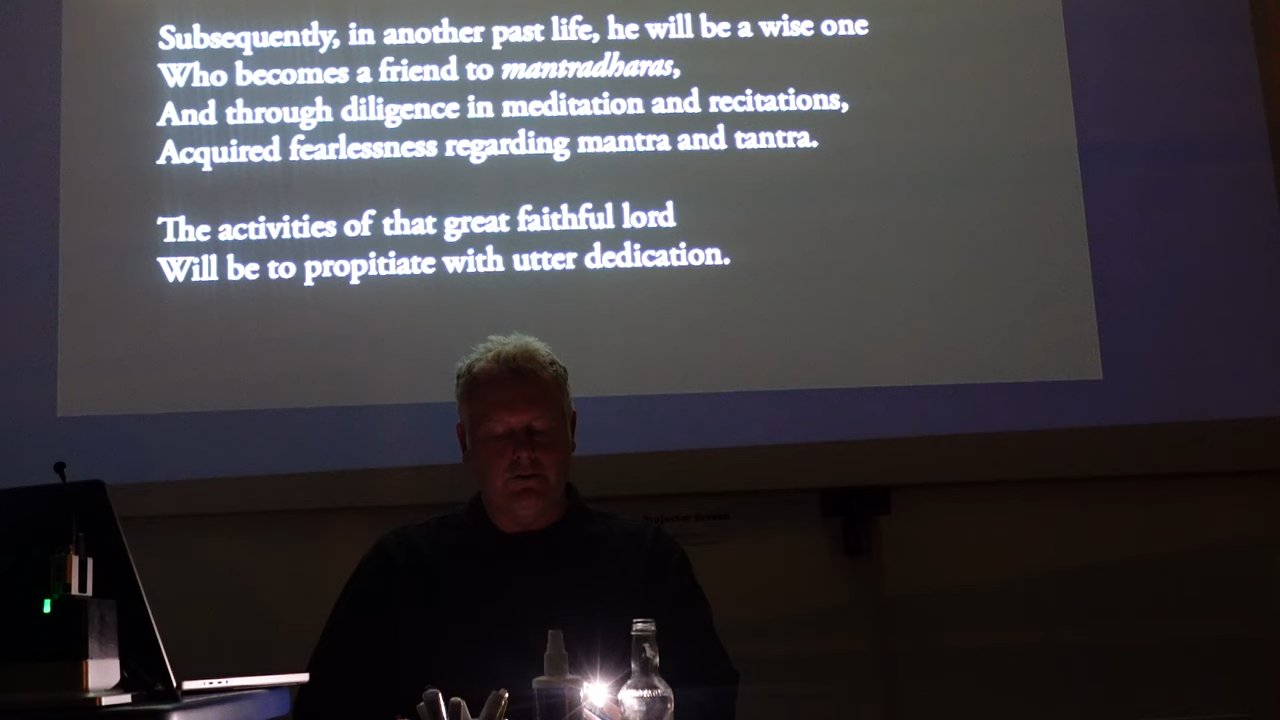 Subsequently, in another past life, he will be a wise one
Who becomes a friend to mantradharas,
And through diligence in meditation and recitations,
Acquired fearlessness regarding mantra and tantra.
The activities of that great faithful lord
Will be to propitiate with utter dedication.
Projector Screen